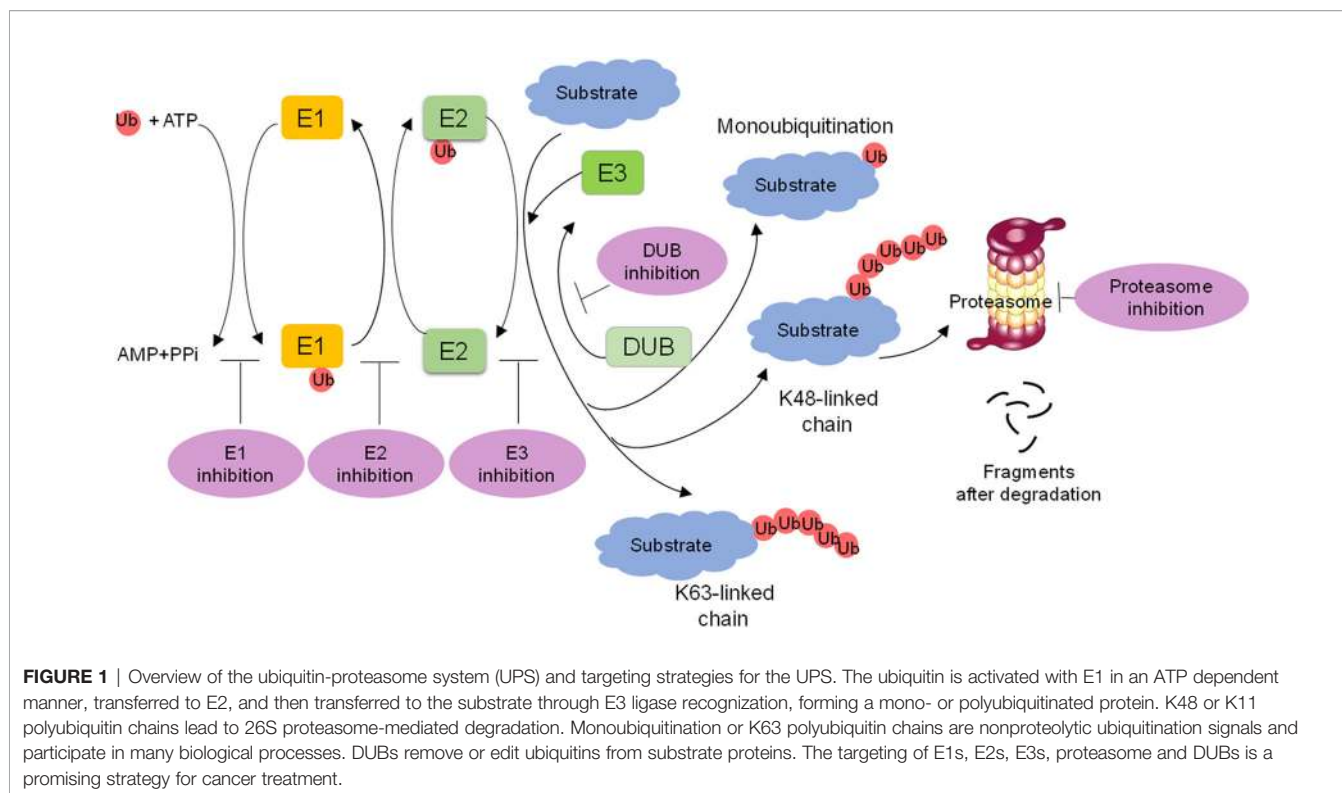 Ub + ATP
E1
E2
Ub
Substrate
E3
DUB
inhibition
DUB
Monoubiquitination
Ub
Substrate
Ub Ub Ub Ub Ub
Substrate
K48-linked
chain
Proteasome
Proteasome
inhibition
Fragments
after degradation
AMP+PPi
E1
Ub
E2
E1
inhibition
E2
inhibition
E3
inhibition
Substrate
Ub Ub Ub Ub Ub
K63-linked
chain
FIGURE 1 | Overview of the ubiquitin-proteasome system (UPS) and targeting strategies for the UPS. The ubiquitin is activated with E1 in an ATP dependent
manner, transferred to E2, and then transferred to the substrate through E3 ligase recognization, forming a mono- or polyubiquitinated protein. K48 or K11
polyubiquitin chains lead to 26S proteasome-mediated degradation. Monoubiquitination or K63 polyubiquitin chains are nonproteolytic ubiquitination signals and
participate in many biological processes. DUBs remove or edit ubiquitins from substrate proteins. The targeting of E1s, E2s, E3s, proteasome and DUBs is a
promising strategy for cancer treatment.